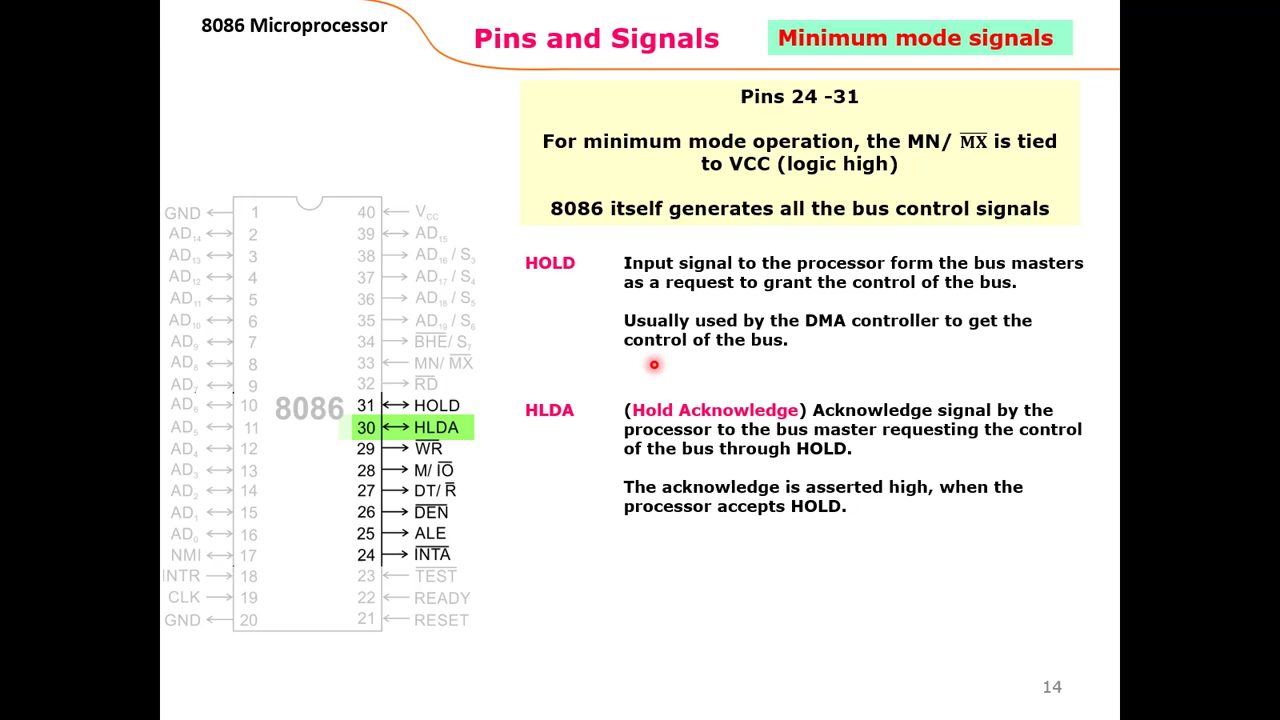 8086 Microprocessor
Pins and Signals
Minimum mode signals
Pins 24 -31
For minimum mode operation, the MN/ M̅X̅ is tied
to VCC (logic high)
8086 itself generates all the bus control signals
HOLD
Input signal to the processor form the bus masters
as a request to grant the control of the bus.
Usually used by the DMA controller to get the
control of the bus.
HLDA
(Hold Acknowledge) Acknowledge signal by the
processor to the bus master requesting the control
of the bus through HOLD.
The acknowledge is asserted high, when the
processor accepts HOLD.
8086
GND 1 40 VCC
AD14 2 39 AD15
AD13 3 38 AD16 / S3
AD12 4 37 AD17 / S4
AD11 5 36 AD18 / S5
AD10 6 35 AD19 / S6
AD9 7 34 B̅H̅E̅/ S7
AD8 8 33 MN/ M̅X̅
AD7 9 32 R̅D̅
AD6 10 31 HOLD
AD5 11 30 HLDA
AD4 12 29 W̅R̅
AD3 13 28 M/ I̅O̅
AD2 14 27 DT/ R̅
AD1 15 26 D̅E̅N̅
AD0 16 25 ALE
NMI 17 24 I̅N̅T̅A̅
INTR 18 23 T̅E̅S̅T̅
CLK 19 22 READY
GND 20 21 RESET
14